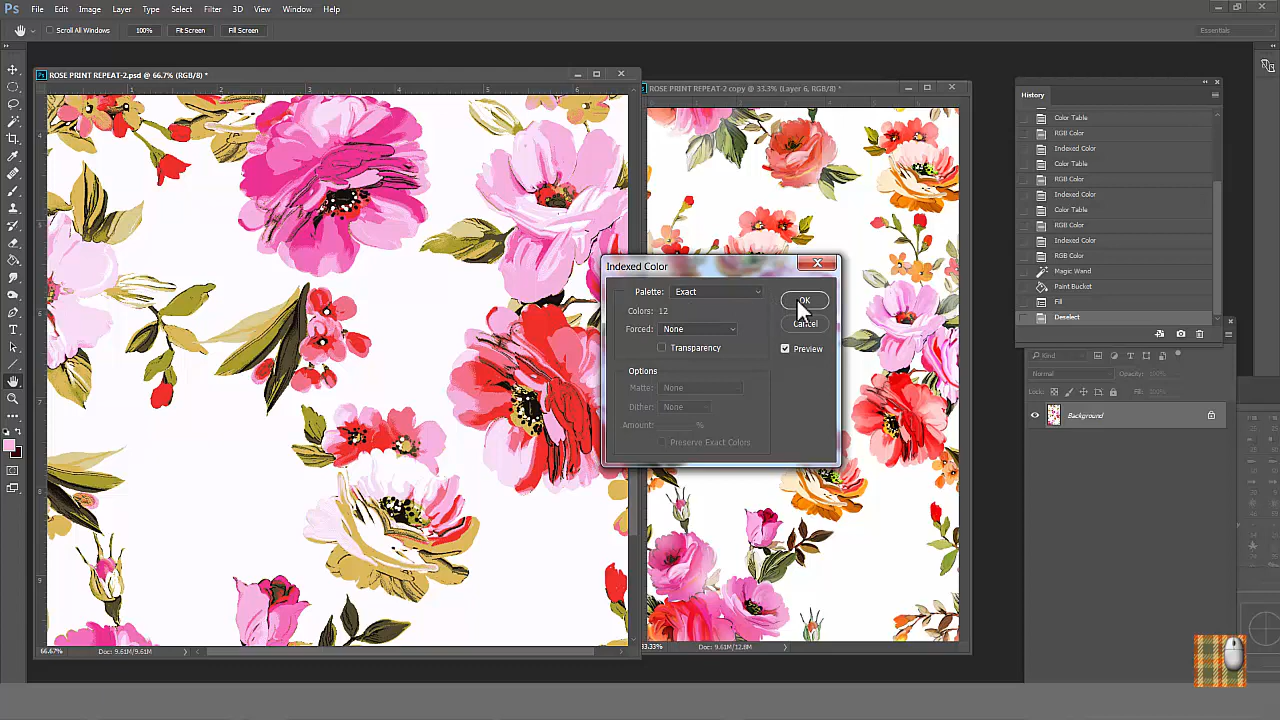 Ps File Edit Image Layer Type Select Filter 3D View Window Help
Scroll All Windows 100% Fit Screen Fill Screen Essentials
ROSE PRINT REPEAT-2.psd @ 66.7% (RGB/8) *
ROSE PRINT REPEAT-2 copy @ 33.3% (Layer 6, RGB/8) *
History
Color Table
RGB Color
Indexed Color
Color Table
RGB Color
Indexed Color
Color Table
Indexed Color
RGB Color
Magic Wand
Paint Bucket
Fill
Deselect
Indexed Color
Palette: Exact
OK
Colors: 12
Cancel
Forced: None
Transparency
Preview
Options
Matte: None
Dither: None
Amount: %
Preserve Exact Colors
Kind
Normal Opacity: 100%
Lock: Fill: 100%
Background
66.67% Doc: 9.61M/9.61M
33.33% Doc: 9.61M/12.8M